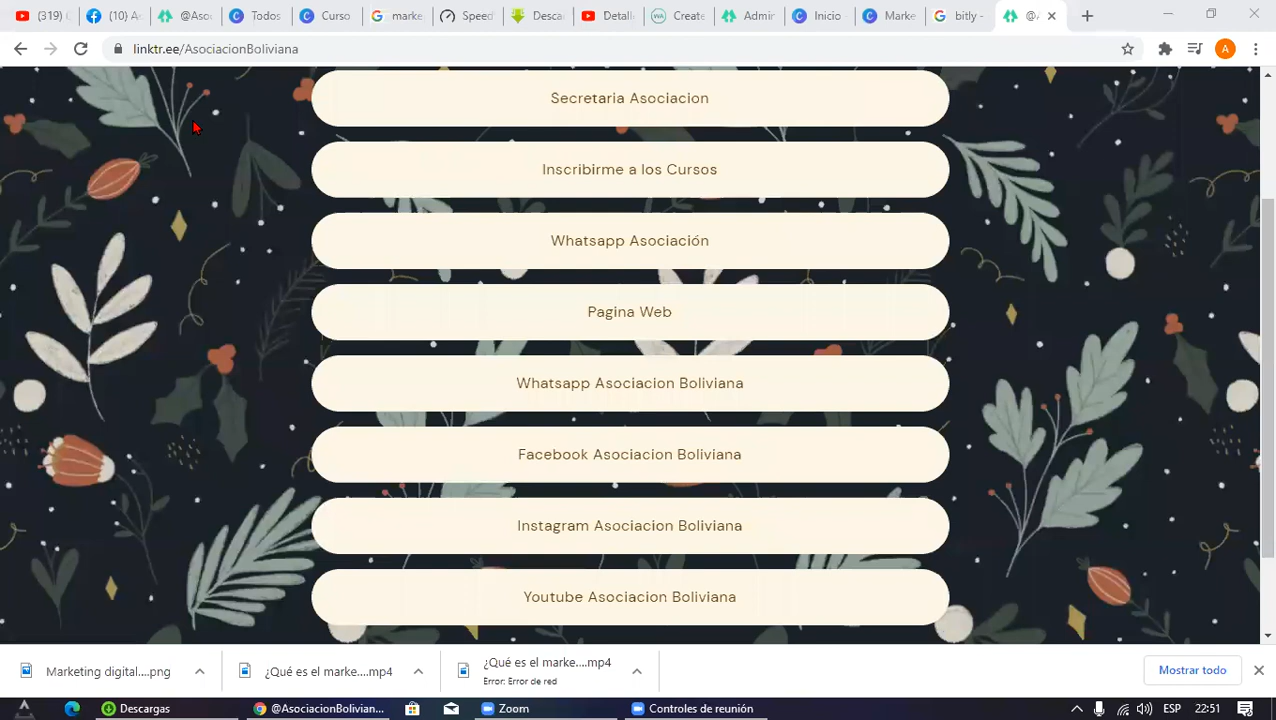 (319)
(10) A
@Aso
Todos
Curso
marke
Speed
Desca
Detali
Create
Admir
Inicio
Marke
bitly -
@A
linktr.ee/AsociacionBoliviana
A
Secretaria Asociacion
Inscribirme a los Cursos
Whatsapp Asociación
Pagina Web
Whatsapp Asociacion Boliviana
Facebook Asociacion Boliviana
Instagram Asociacion Boliviana
Youtube Asociacion Boliviana
Marketing digital....png
¿Qué es el marke....mp4
¿Qué es el marke....mp4
Error: Error de red
Mostrar todo
Descargas
@AsociacionBolivian...
Zoom
Controles de reunión
ESP
22:51